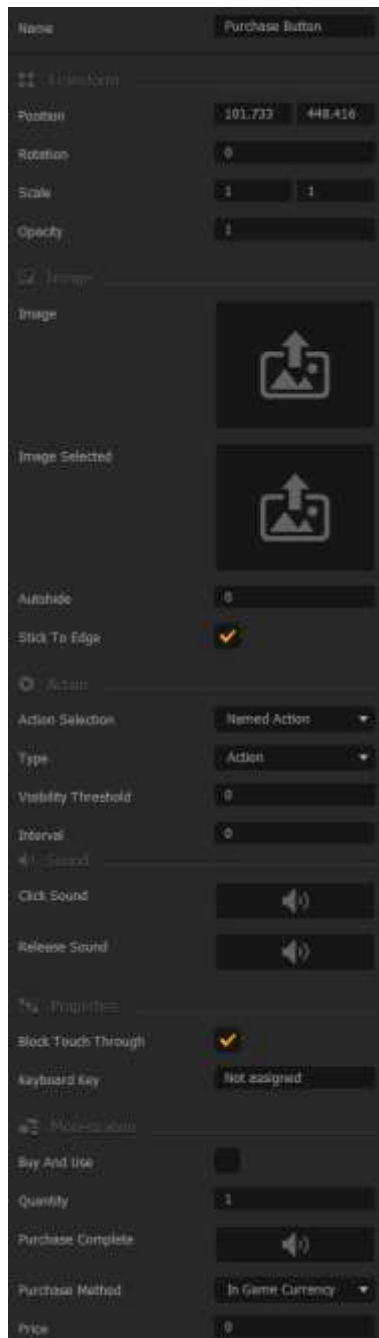 Name Purchase Button
Transform
Position 101.733 448.416
Rotation 0
Scale 1 1
Opacity 1
Image
Image
Image Selected
Autohide 0
Stick To Edge
Action
Action Selection Named Action
Type Action
Visibility Threshold 0
Interval 0
Sound
Click Sound
Release Sound
Properties
Block Touch Through
Keyboard Key Not assigned
Monetization
Buy And Use
Quantity 1
Purchase Complete
Purchase Method In Game Currency
Price 0